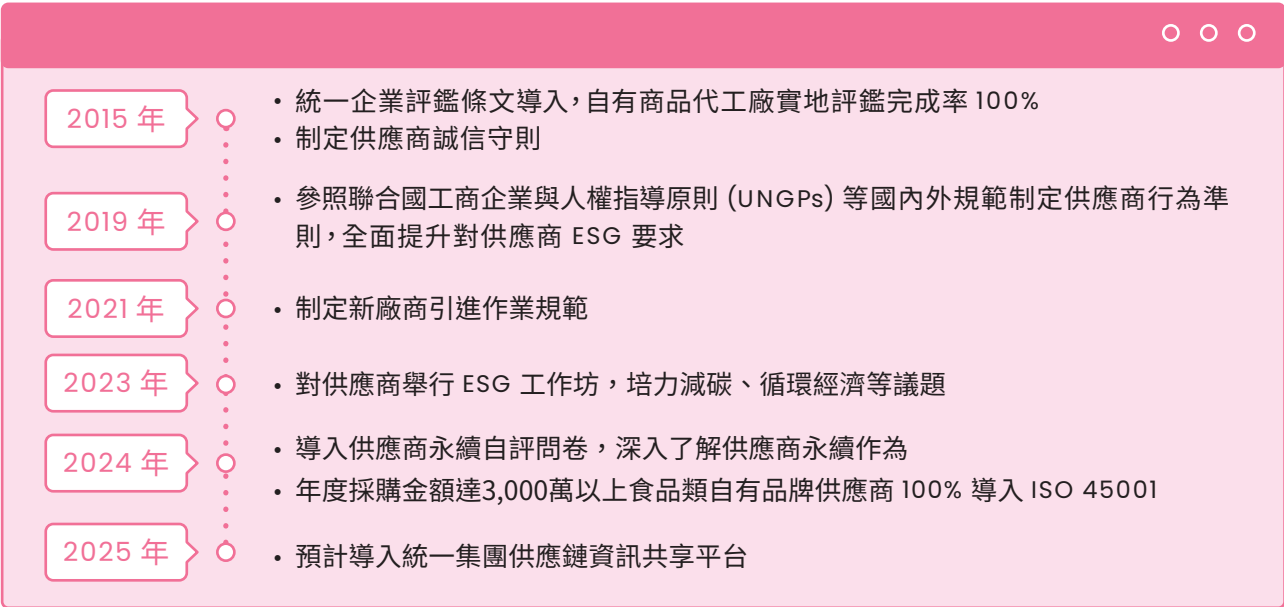 2015 年
• 統一企業評鑑條文導入，自有商品代工廠實地評鑑完成率 100%
• 制定供應商誠信守則
2019 年
• 參照聯合國工商企業與人權指導原則 (UNGPs) 等國內外規範制定供應商行為準
則，全面提升對供應商 ESG 要求
2021 年
• 制定新廠商引進作業規範
2023 年
• 對供應商舉行 ESG 工作坊，培力減碳、循環經濟等議題
2024 年
• 導入供應商永續自評問卷，深入了解供應商永續作為
• 年度採購金額達3,000萬以上食品類自有品牌供應商 100% 導入 ISO 45001
2025 年
• 預計導入統一集團供應鏈資訊共享平台